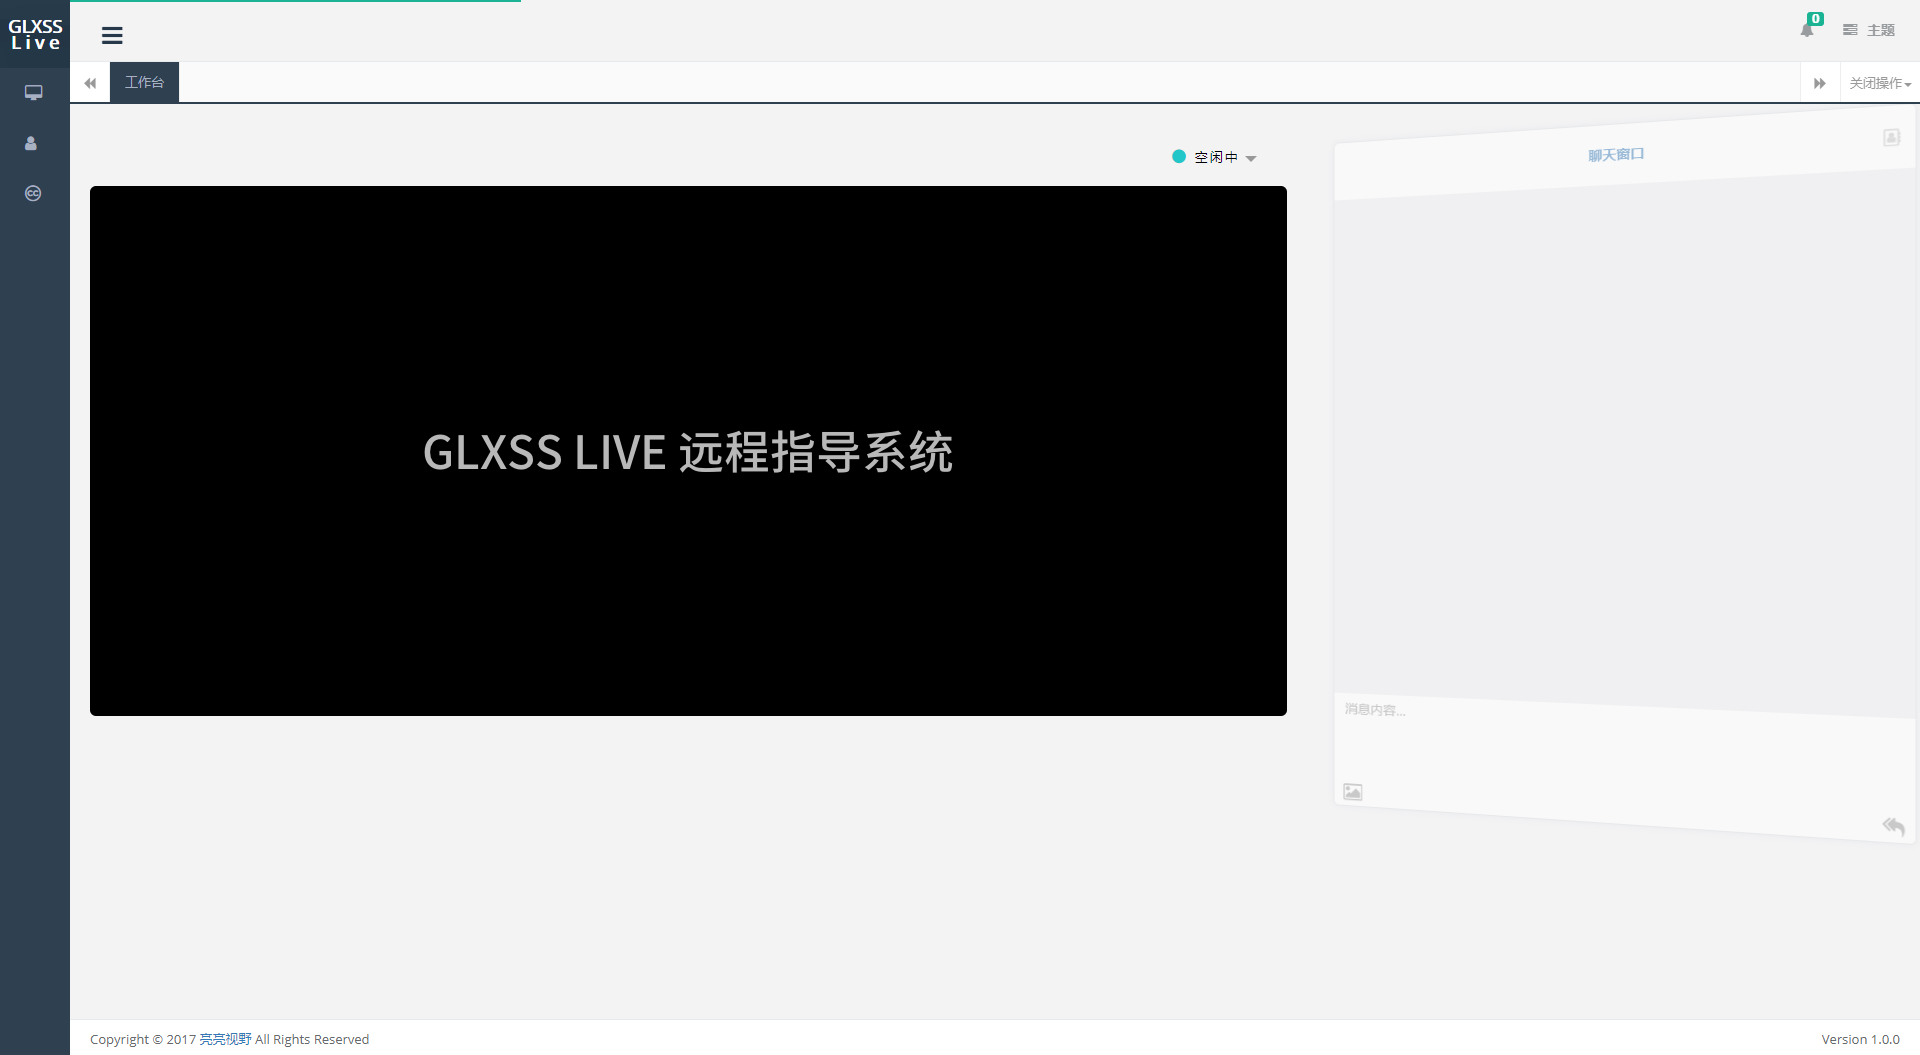 GLXSS
Live
0
主题
工作台
关闭操作
空闲中
聊天窗口
GLXSS LIVE 远程指导系统
消息内容...
Copyright © 2017 亮亮视野 All Rights Reserved
Version 1.0.0